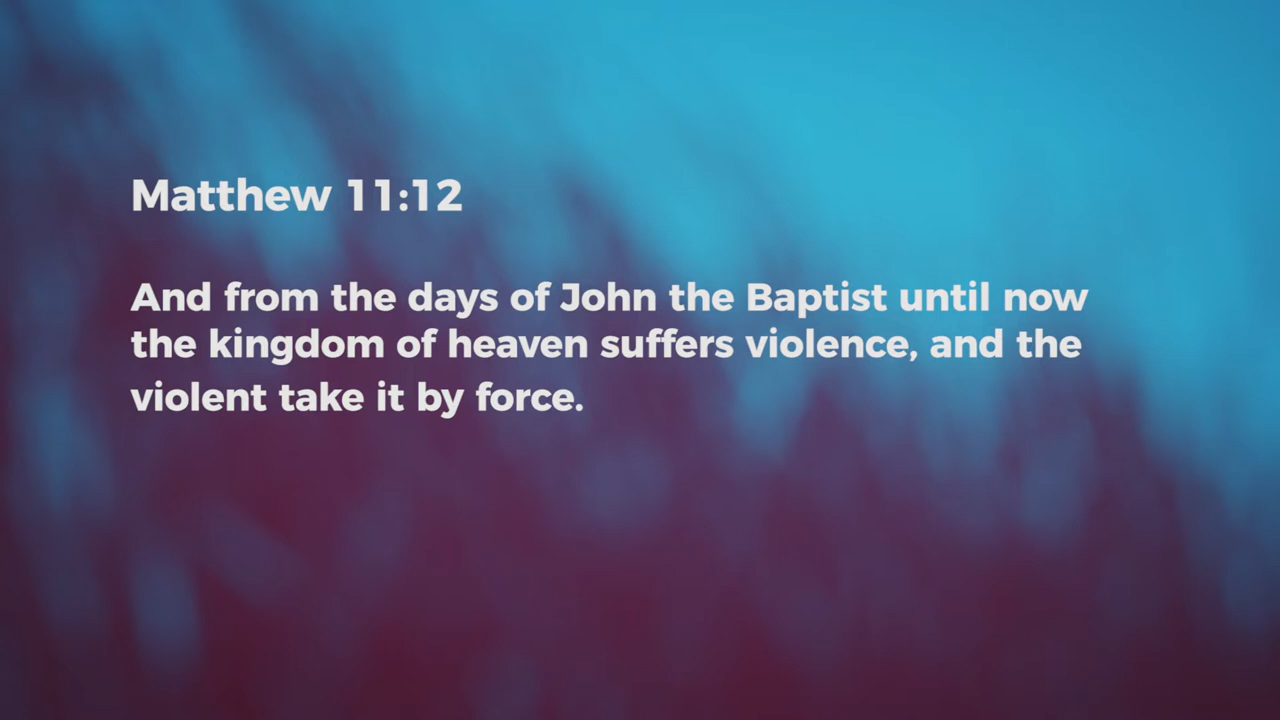 Matthew 11:12
And from the days of John the Baptist until now
the kingdom of heaven suffers violence, and the
violent take it by force.